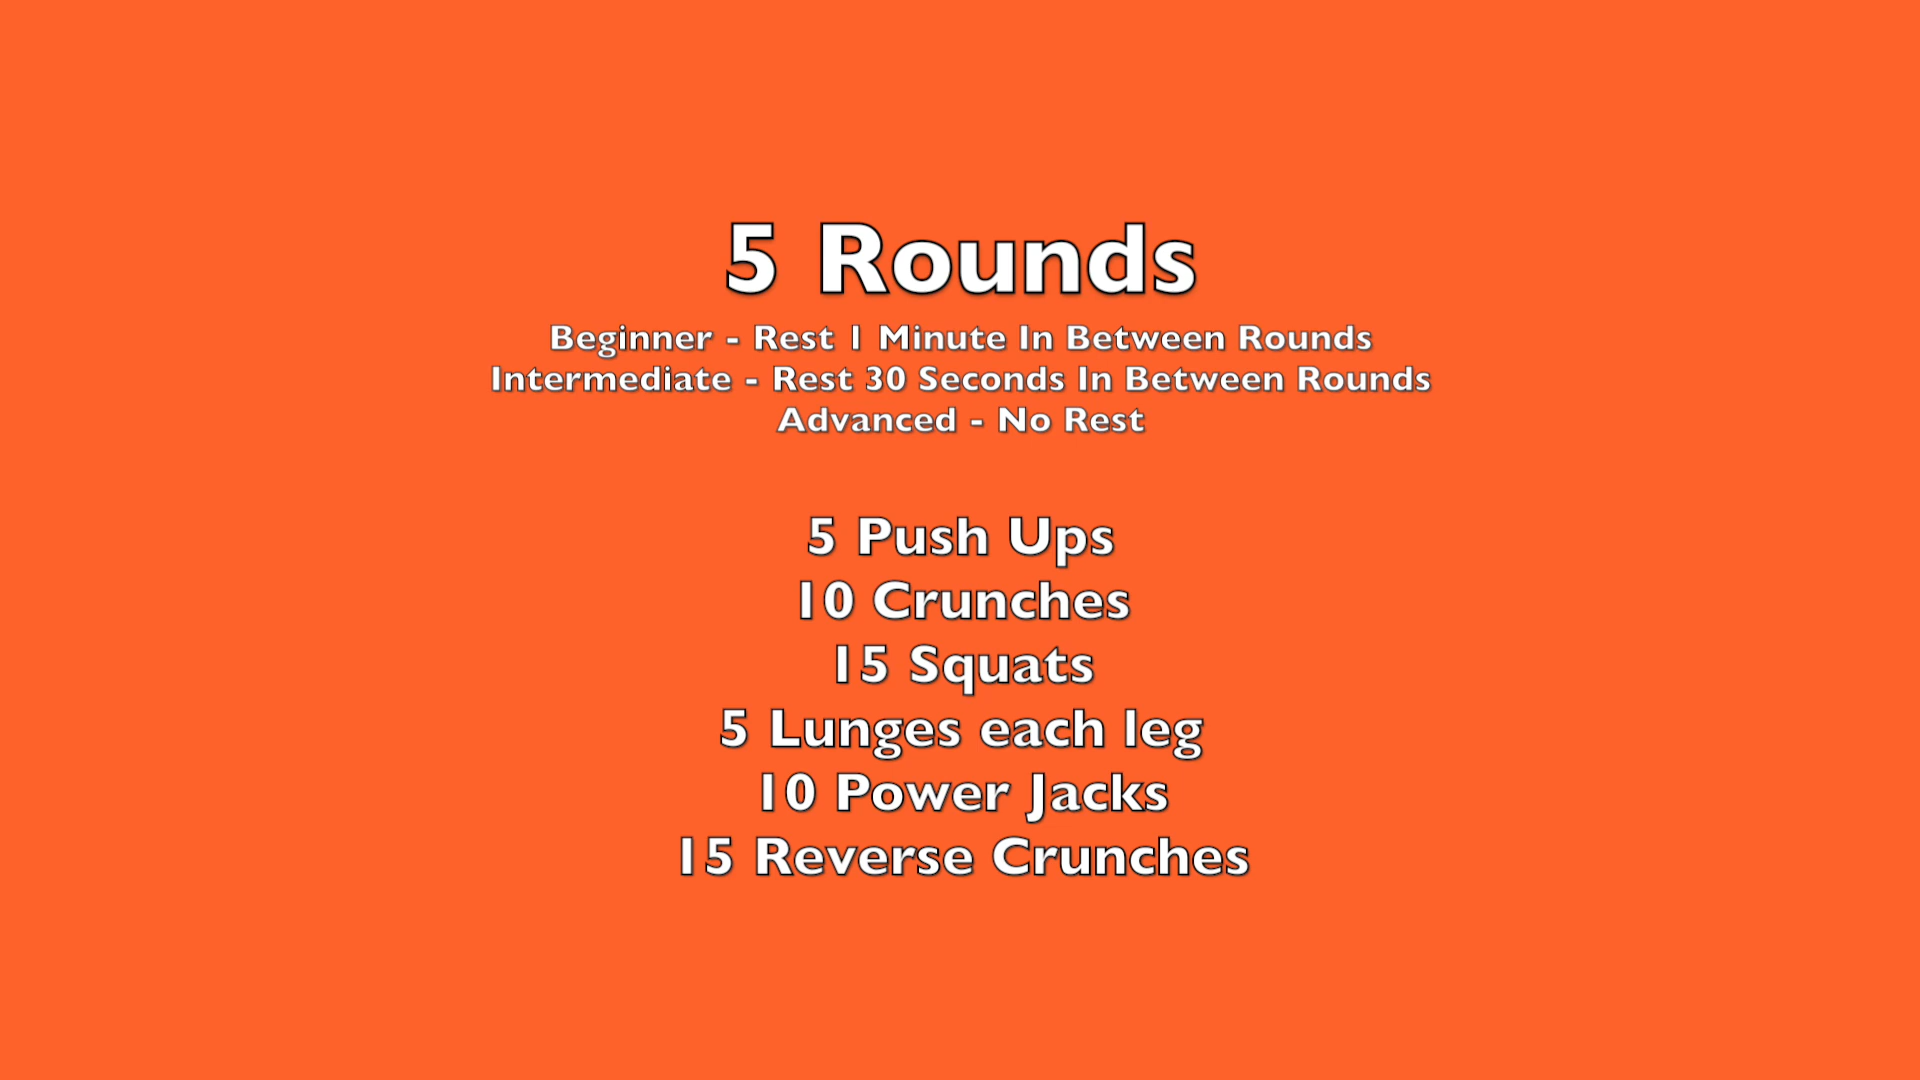 5 Rounds
Beginner - Rest 1 Minute In Between Rounds
Intermediate - Rest 30 Seconds In Between Rounds
Advanced - No Rest
5 Push Ups
10 Crunches
15 Squats
5 Lunges each leg
10 Power Jacks
15 Reverse Crunches